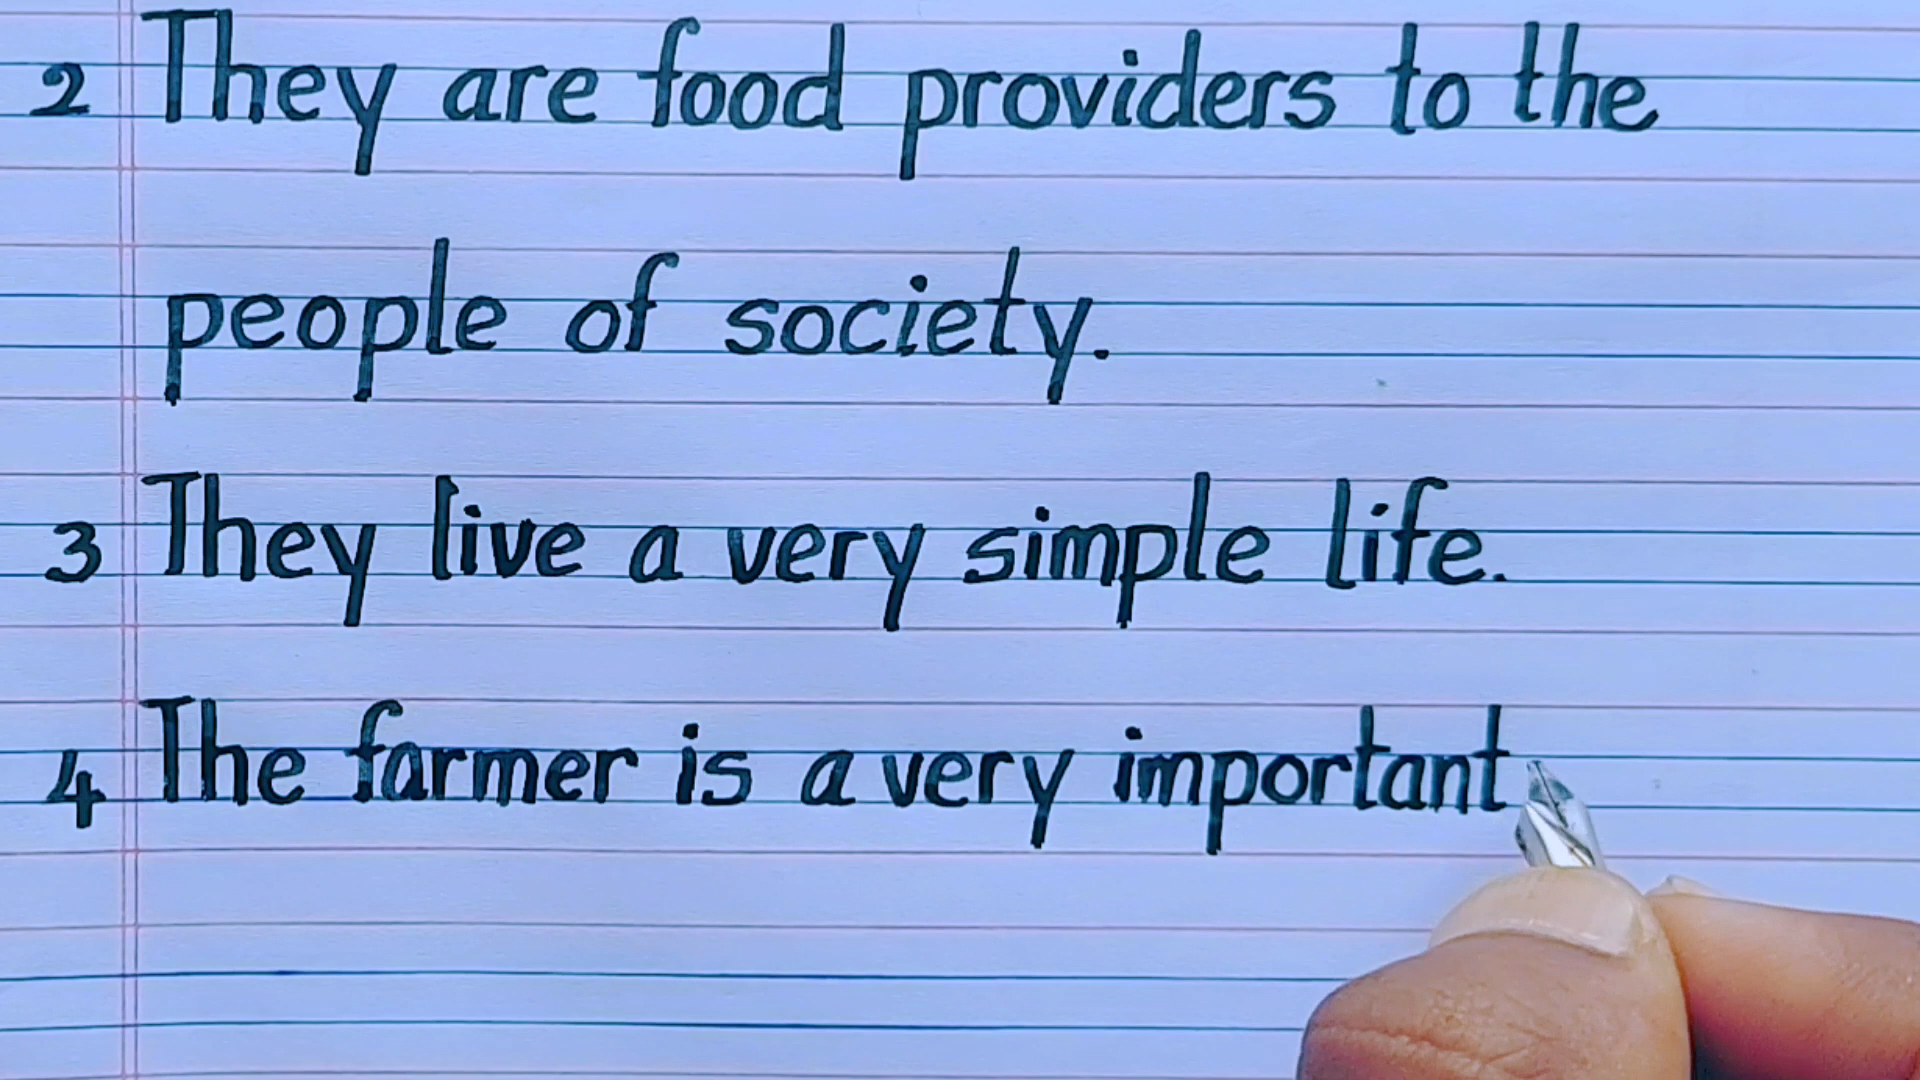 2 They are food providers to the
people of society.
3 They live a very simple life.
4 The farmer is a very important